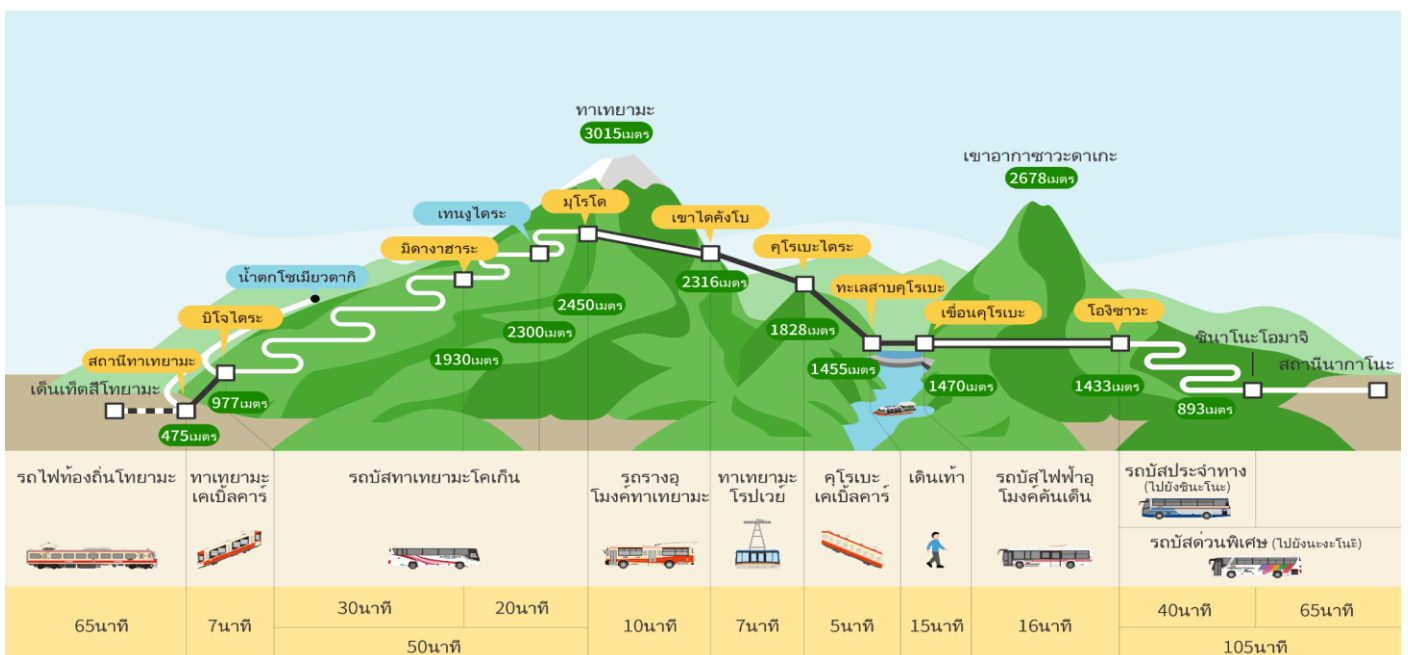 ทาเทยามะ
3015เมตร
เขาอากาซาวะดาเกะ
2678เมตร
มุโรโด
เทนงูไดระ
เขาไดคังโบ
มิดางาฮาระ
คุโรเบะไดระ
น้ำตกโชเมียวดากิ
2316เมตร
ทะเลสาบคุโรเบะ
2450เมตร
เขื่อนคุโรเบะ
โองิซาวะ
บิโจไดระ
2300เมตร
1828เมตร
ชินาโนะโอมาจิ
สถานีทาเทยามะ
1930เมตร
สถานีนากาโนะ
1455เมตร
เด็นเท็ตสึโทยามะ
1470เมตร
1433เมตร
977เมตร
893เมตร
475เมตร
รถไฟท้องถิ่นโทยามะ
ทาเทยามะ
เคเบิ้ลคาร์
รถบัสทาเทยามะโคเก็น
รถรางอุ
โมงค์ทาเทยามะ
ทาเทยามะ
โรปเวย์
คุโรเบะ
เคเบิ้ลคาร์
เดินเท้า
รถบัสไฟฟ้าอุ
โมงค์คันเด็น
รถบัสประจำทาง
(ไปยังชินะโนะ)
รถบัสด่วนพิเศษ (ไปยังนะงะโนะ)
65นาที
7นาที
30นาที
20นาที
50นาที
10นาที
7นาที
5นาที
15นาที
16นาที
40นาที
65นาที
105นาที